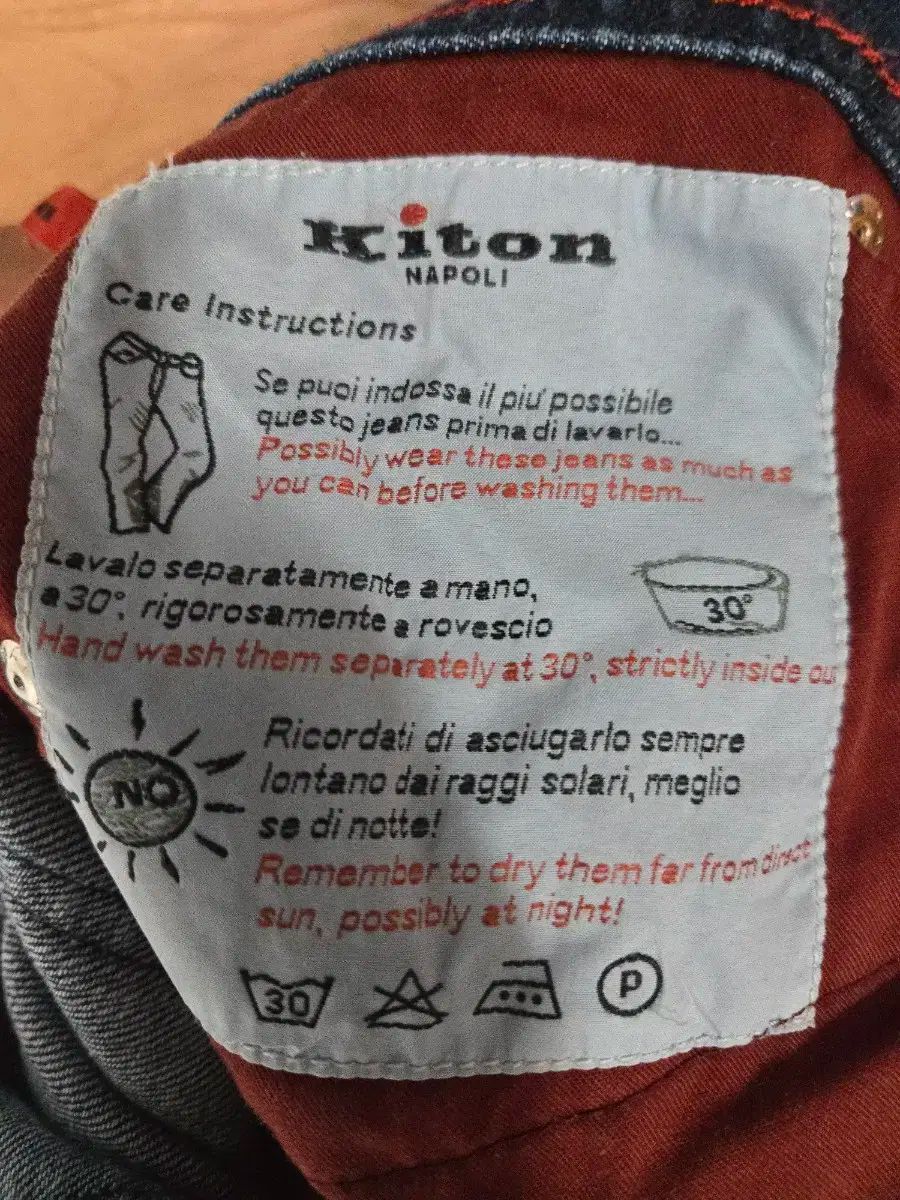 Kiton
NAPOLI
Care Instructions
Se puoi indossa il piu' possibile
questo jeans prima di lavarlo...
Possibly wear these jeans as much as
you can before washing them...
Lavalo separatamente a mano,
a 30°, rigorosamente a rovescio
30°
Hand wash them separately at 30°, strictly inside ou
NO
Ricordati di asciugarlo sempre
lontano dai raggi solari, meglio
se di notte!
Remember to dry them far from direct
sun, possibly at night!
30 P